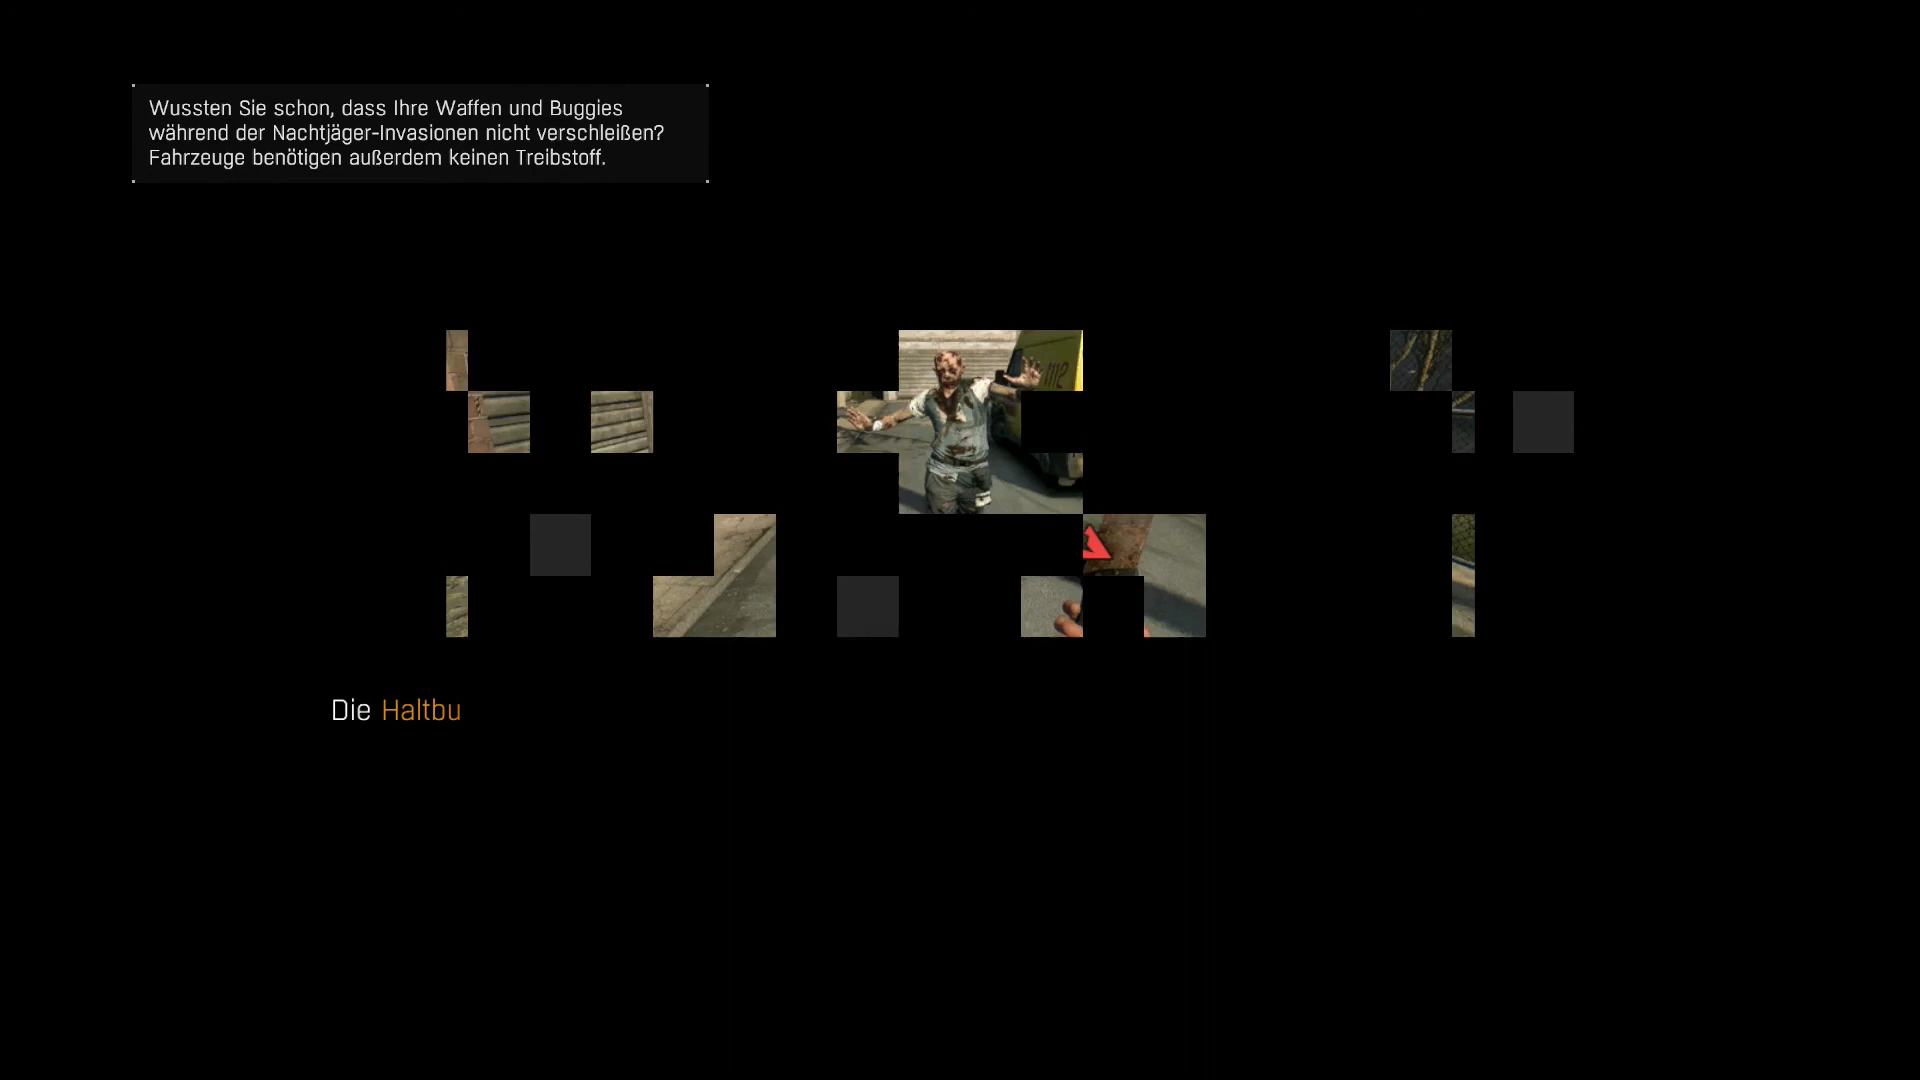 Wussten Sie schon, dass Ihre Waffen und Buggies
während der Nachtjäger-Invasionen nicht verschleißen?
Fahrzeuge benötigen außerdem keinen Treibstoff.
112
Die Haltbu